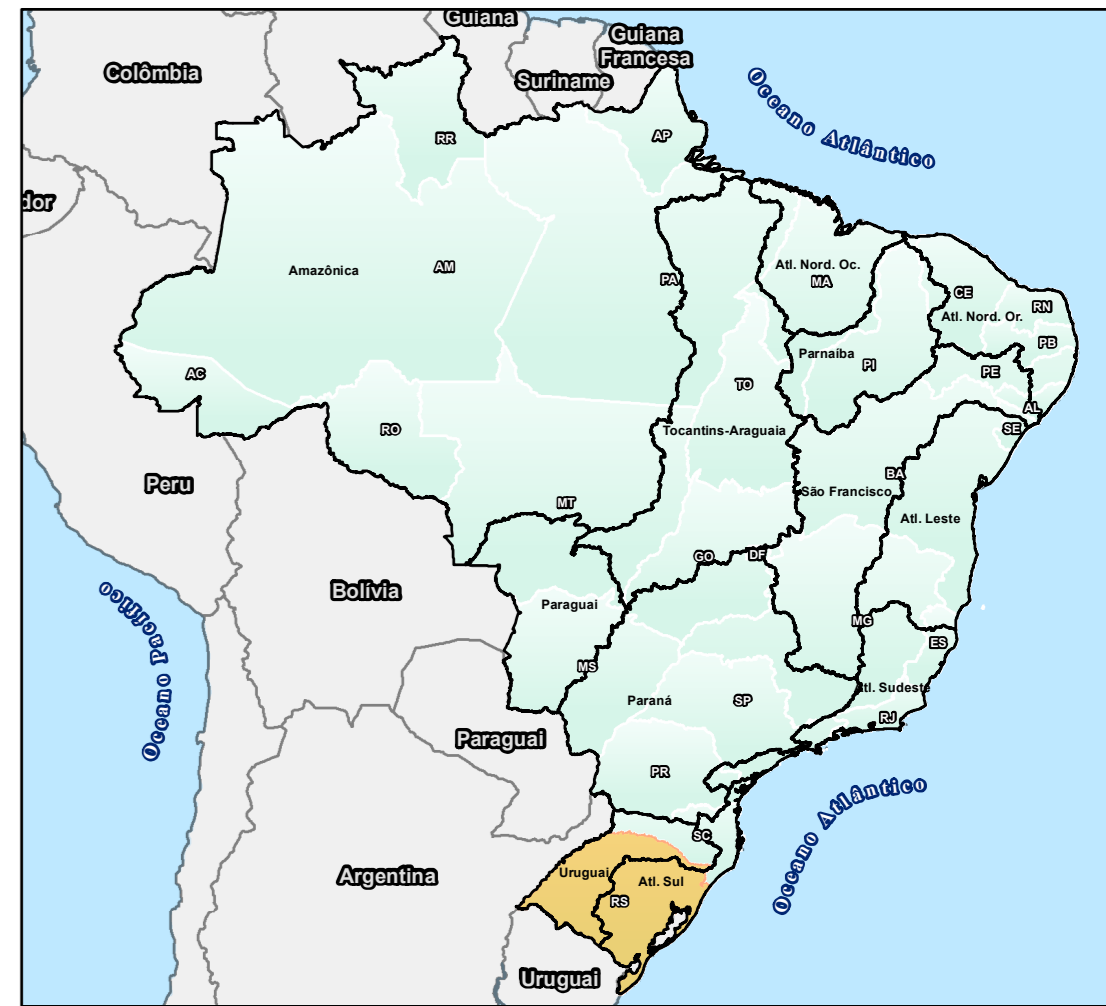 Guiana
Guiana
Francesa
Colômbia
Suriname
Oceano Atlântico
RR
AP
dor
Amazônica
AM
PA
Atl. Nord. Oc.
MA
CE
RN
Atl. Nord. Or.
PB
Parnaíba
PI
PE
AC
TO
AL
RO
Tocantins-Araguaia
SE
Peru
BA
São Francisco
MT
Atl. Leste
GO
DF
Bolívia
Oceano Pacífico
Paraguai
MG
ES
MS
Atl. Sudeste
Paraná
SP
RJ
Paraguai
PR
Oceano Atlântico
SC
Argentina
Uruguai
Atl. Sul
RS
Uruguai